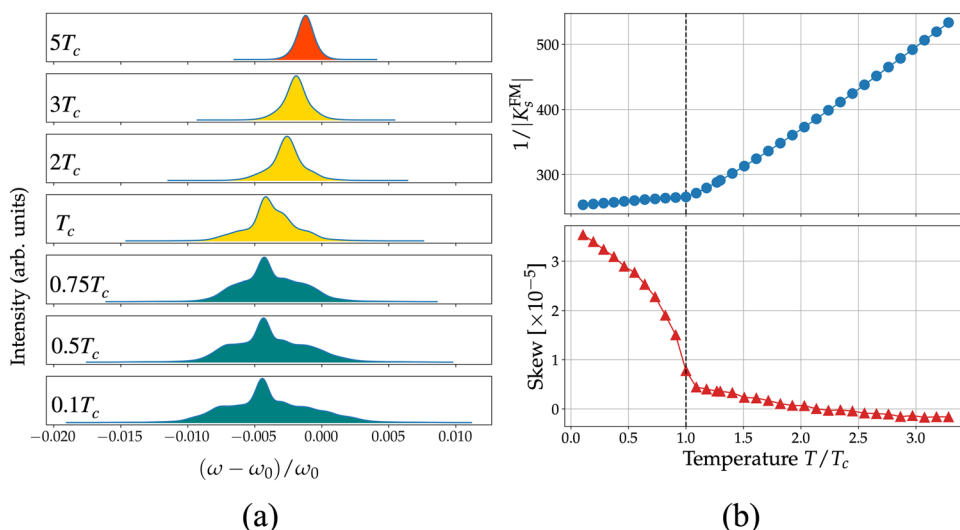 5T_c
3T_c
2T_c
T_c
0.75T_c
0.5T_c
0.1T_c
Intensity (arb. units)
−0.020 −0.015 −0.010 −0.005 0.000 0.005 0.010
(ω − ω₀)/ω₀
(a)
500
400
300
1/|K_s^FM|
3
2
1
0
Skew [×10⁻⁵]
0.0 0.5 1.0 1.5 2.0 2.5 3.0
Temperature T/T_c
(b)